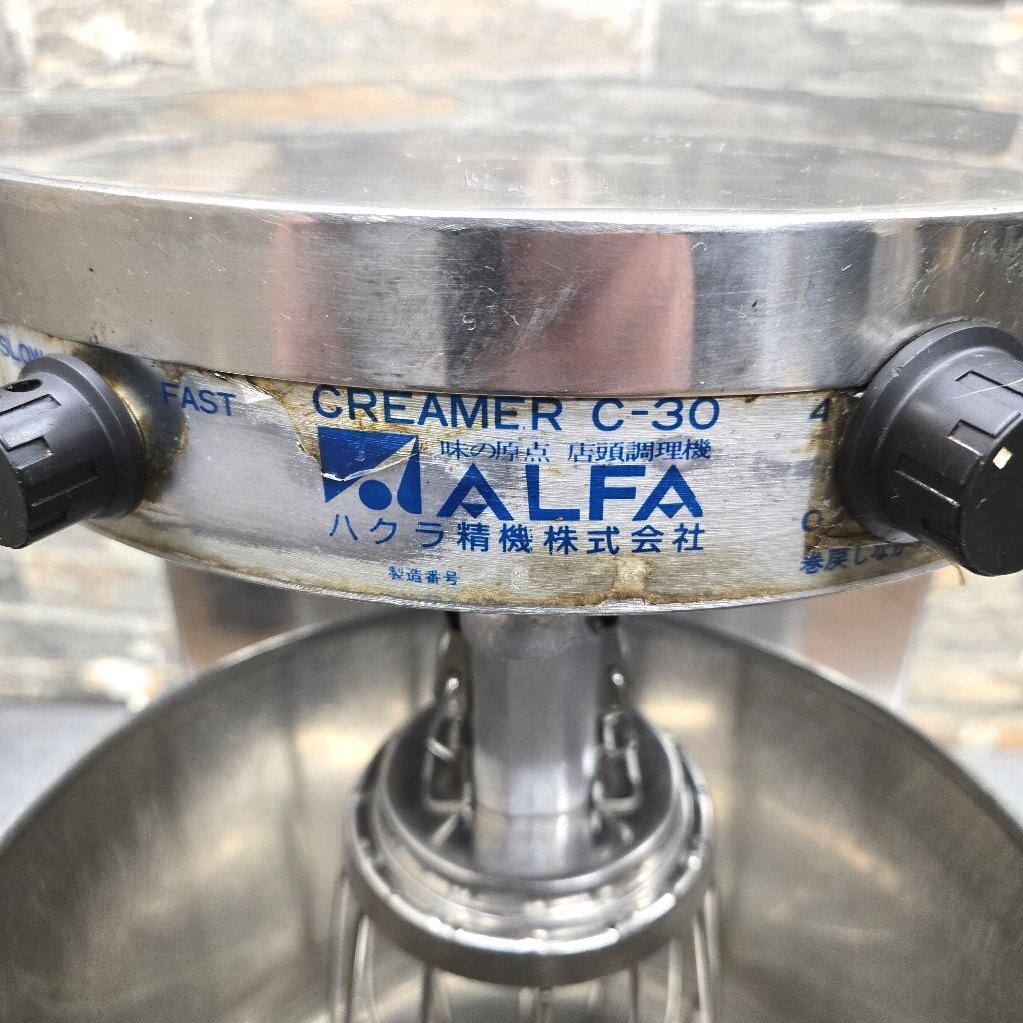 SLOW
FAST
CREAMER C-30
味の原点 店頭調理機
ALFA
ハクラ精機株式会社
製造番号
4
巻戻しなが